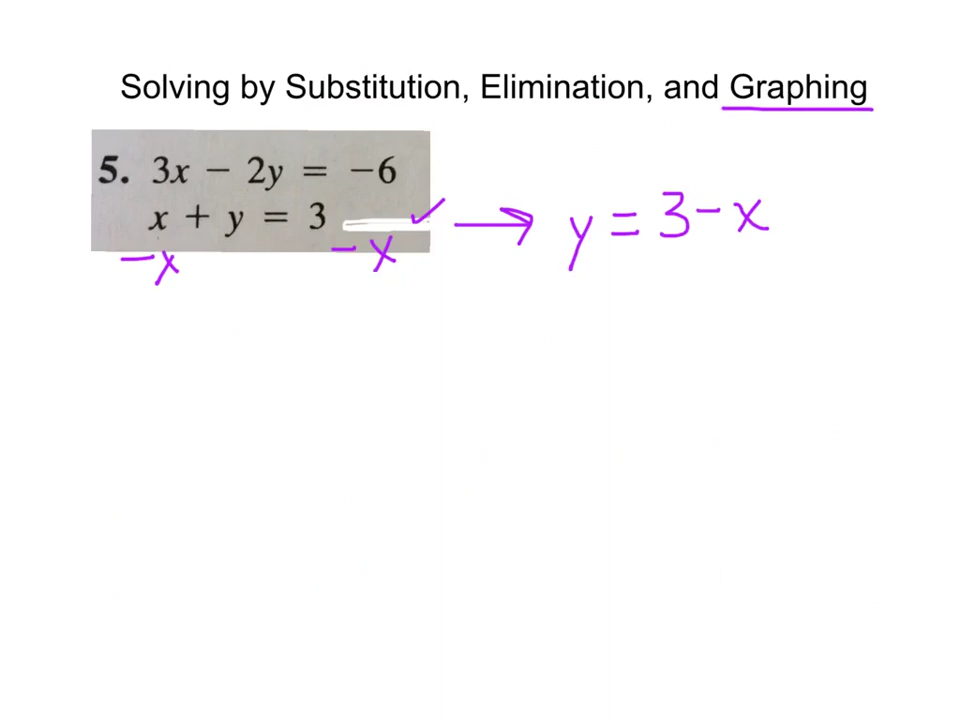 Solving by Substitution, Elimination, and Graphing
5. 3x − 2y = −6
x + y = 3 → y = 3 − x
−x −x